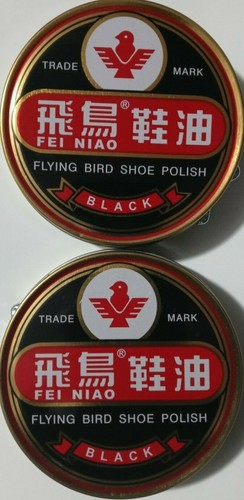 TRADE MARK
飛鳥® 鞋油
FEI NIAO
FLYING BIRD SHOE POLISH
BLACK
TRADE MARK
飛鳥® 鞋油
FEI NIAO
FLYING BIRD SHOE POLISH
BLACK